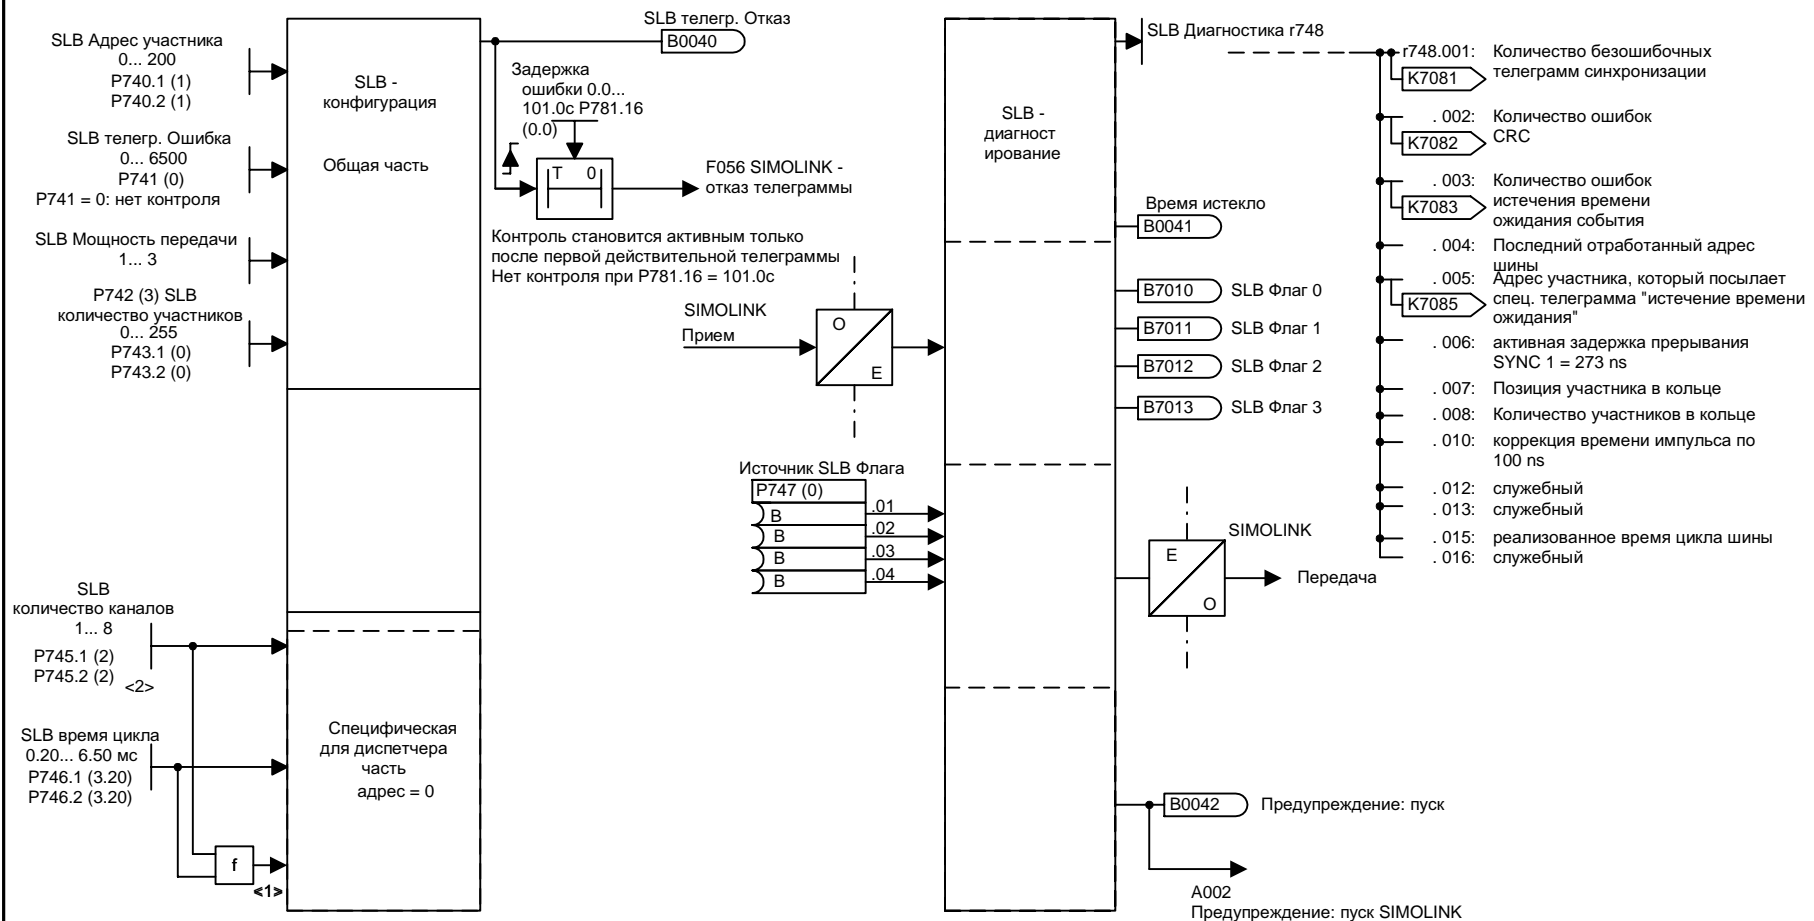 SLB Адрес участника
0... 200
P740.1 (1)
P740.2 (1)
SLB телегр. Ошибка
0... 6500
P741 (0)
P741 = 0: нет контроля
SLB Мощность передачи
1... 3
P742 (3) SLB
количество участников
0... 255
P743.1 (0)
P743.2 (0)
SLB
количество каналов
1... 8
P745.1 (2)
P745.2 (2)
<2>
SLB время цикла
0.20... 6.50 мс
P746.1 (3.20)
P746.2 (3.20)
f
<1>
SLB -
конфигурация
Общая часть
Специфическая
для диспетчера
часть
адрес = 0
SLB телегр. Отказ
B0040
Задержка
ошибки 0.0...
101.0с P781.16
(0.0)
T 0
F056 SIMOLINK -
отказ телеграммы
Контроль становится активным только
после первой действительной телеграммы
Нет контроля при P781.16 = 101.0с
SIMOLINK
Прием
O
E
Источник SLB Флага
P747 (0)
B .01
B .02
B .03
B .04
SLB -
диагност
ирование
SLB Диагностика r748
Время истекло
B0041
B7010 SLB Флаг 0
B7011 SLB Флаг 1
B7012 SLB Флаг 2
B7013 SLB Флаг 3
SIMOLINK
E
O
Передача
B0042 Предупреждение: пуск
A002
Предупреждение: пуск SIMOLINK
r748.001: Количество безошибочных
K7081 телеграмм синхронизации
. 002: Количество ошибок
K7082 CRC
. 003: Количество ошибок
K7083 истечения времени
ожидания события
. 004: Последний отработанный адрес
шины
. 005: Адрес участника, который посылает
K7085 спец. телеграмма "истечение времени
ожидания"
. 006: активная задержка прерывания
SYNC 1 = 273 ns
. 007: Позиция участника в кольце
. 008: Количество участников в кольце
. 010: коррекция времени импульса по
100 ns
. 012: служебный
. 013: служебный
. 015: реализованное время цикла шины
. 016: служебный